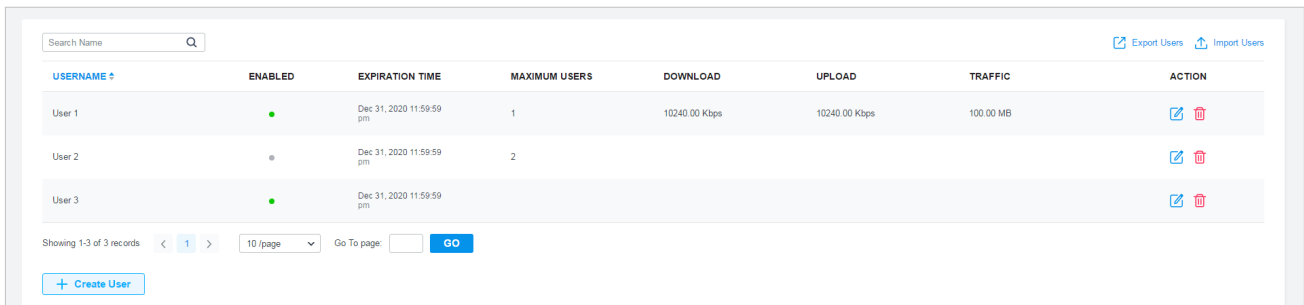 Search Name
Export Users Import Users
USERNAME ENABLED EXPIRATION TIME MAXIMUM USERS DOWNLOAD UPLOAD TRAFFIC ACTION
User 1 Dec 31, 2020 11:59:59 pm 1 10240.00 Kbps 10240.00 Kbps 100.00 MB
User 2 Dec 31, 2020 11:59:59 pm 2
User 3 Dec 31, 2020 11:59:59 pm
Showing 1-3 of 3 records < 1 > 10 /page Go To page: GO
+ Create User